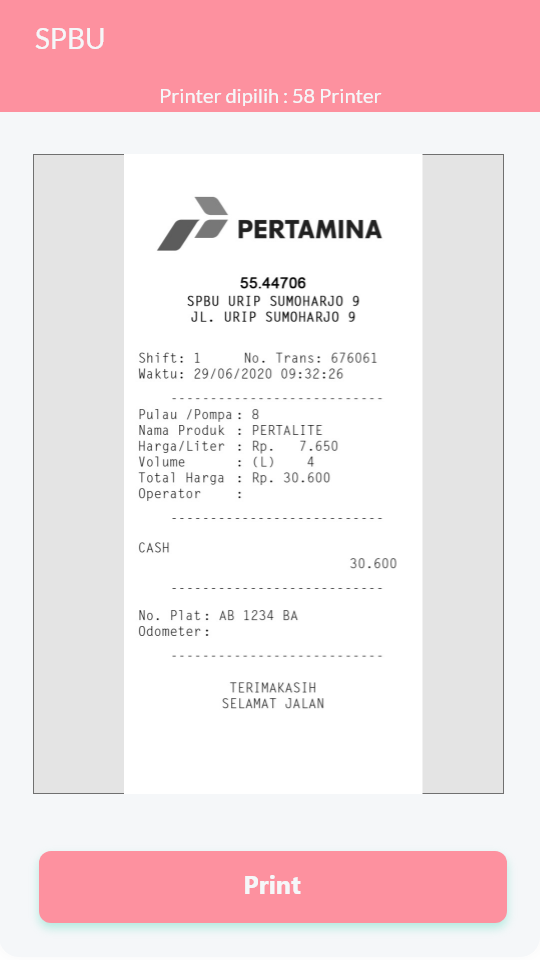 SPBU
Printer dipilih : 58 Printer
PERTAMINA
55.44706
SPBU URIP SUMOHARJO 9
JL. URIP SUMOHARJO 9
Shift: 1 No. Trans: 676061
Waktu: 29/06/2020 09:32:26
---------------------------
Pulau /Pompa : 8
Nama Produk : PERTALITE
Harga/Liter : Rp. 7.650
Volume : (L) 4
Total Harga : Rp. 30.600
Operator :
---------------------------
CASH
30.600
---------------------------
No. Plat: AB 1234 BA
Odometer:
---------------------------
TERIMAKASIH
SELAMAT JALAN
Print